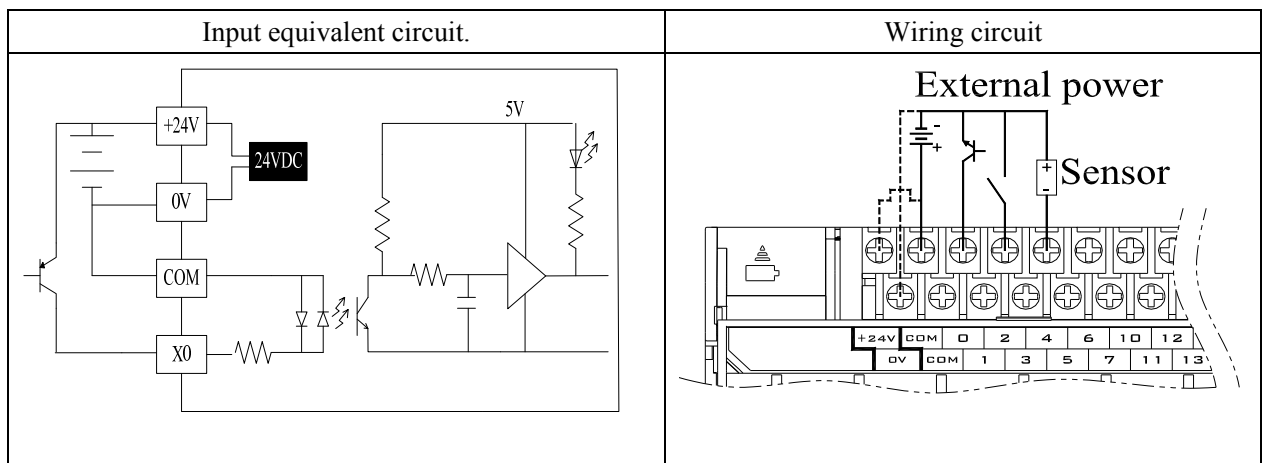 Input equivalent circuit.
Wiring circuit
+24V
0V
COM
X0
24VDC
5V
External power
-
+
+
-
Sensor
+24V COM 0 2 4 6 10 12
0V COM 1 3 5 7 11 13